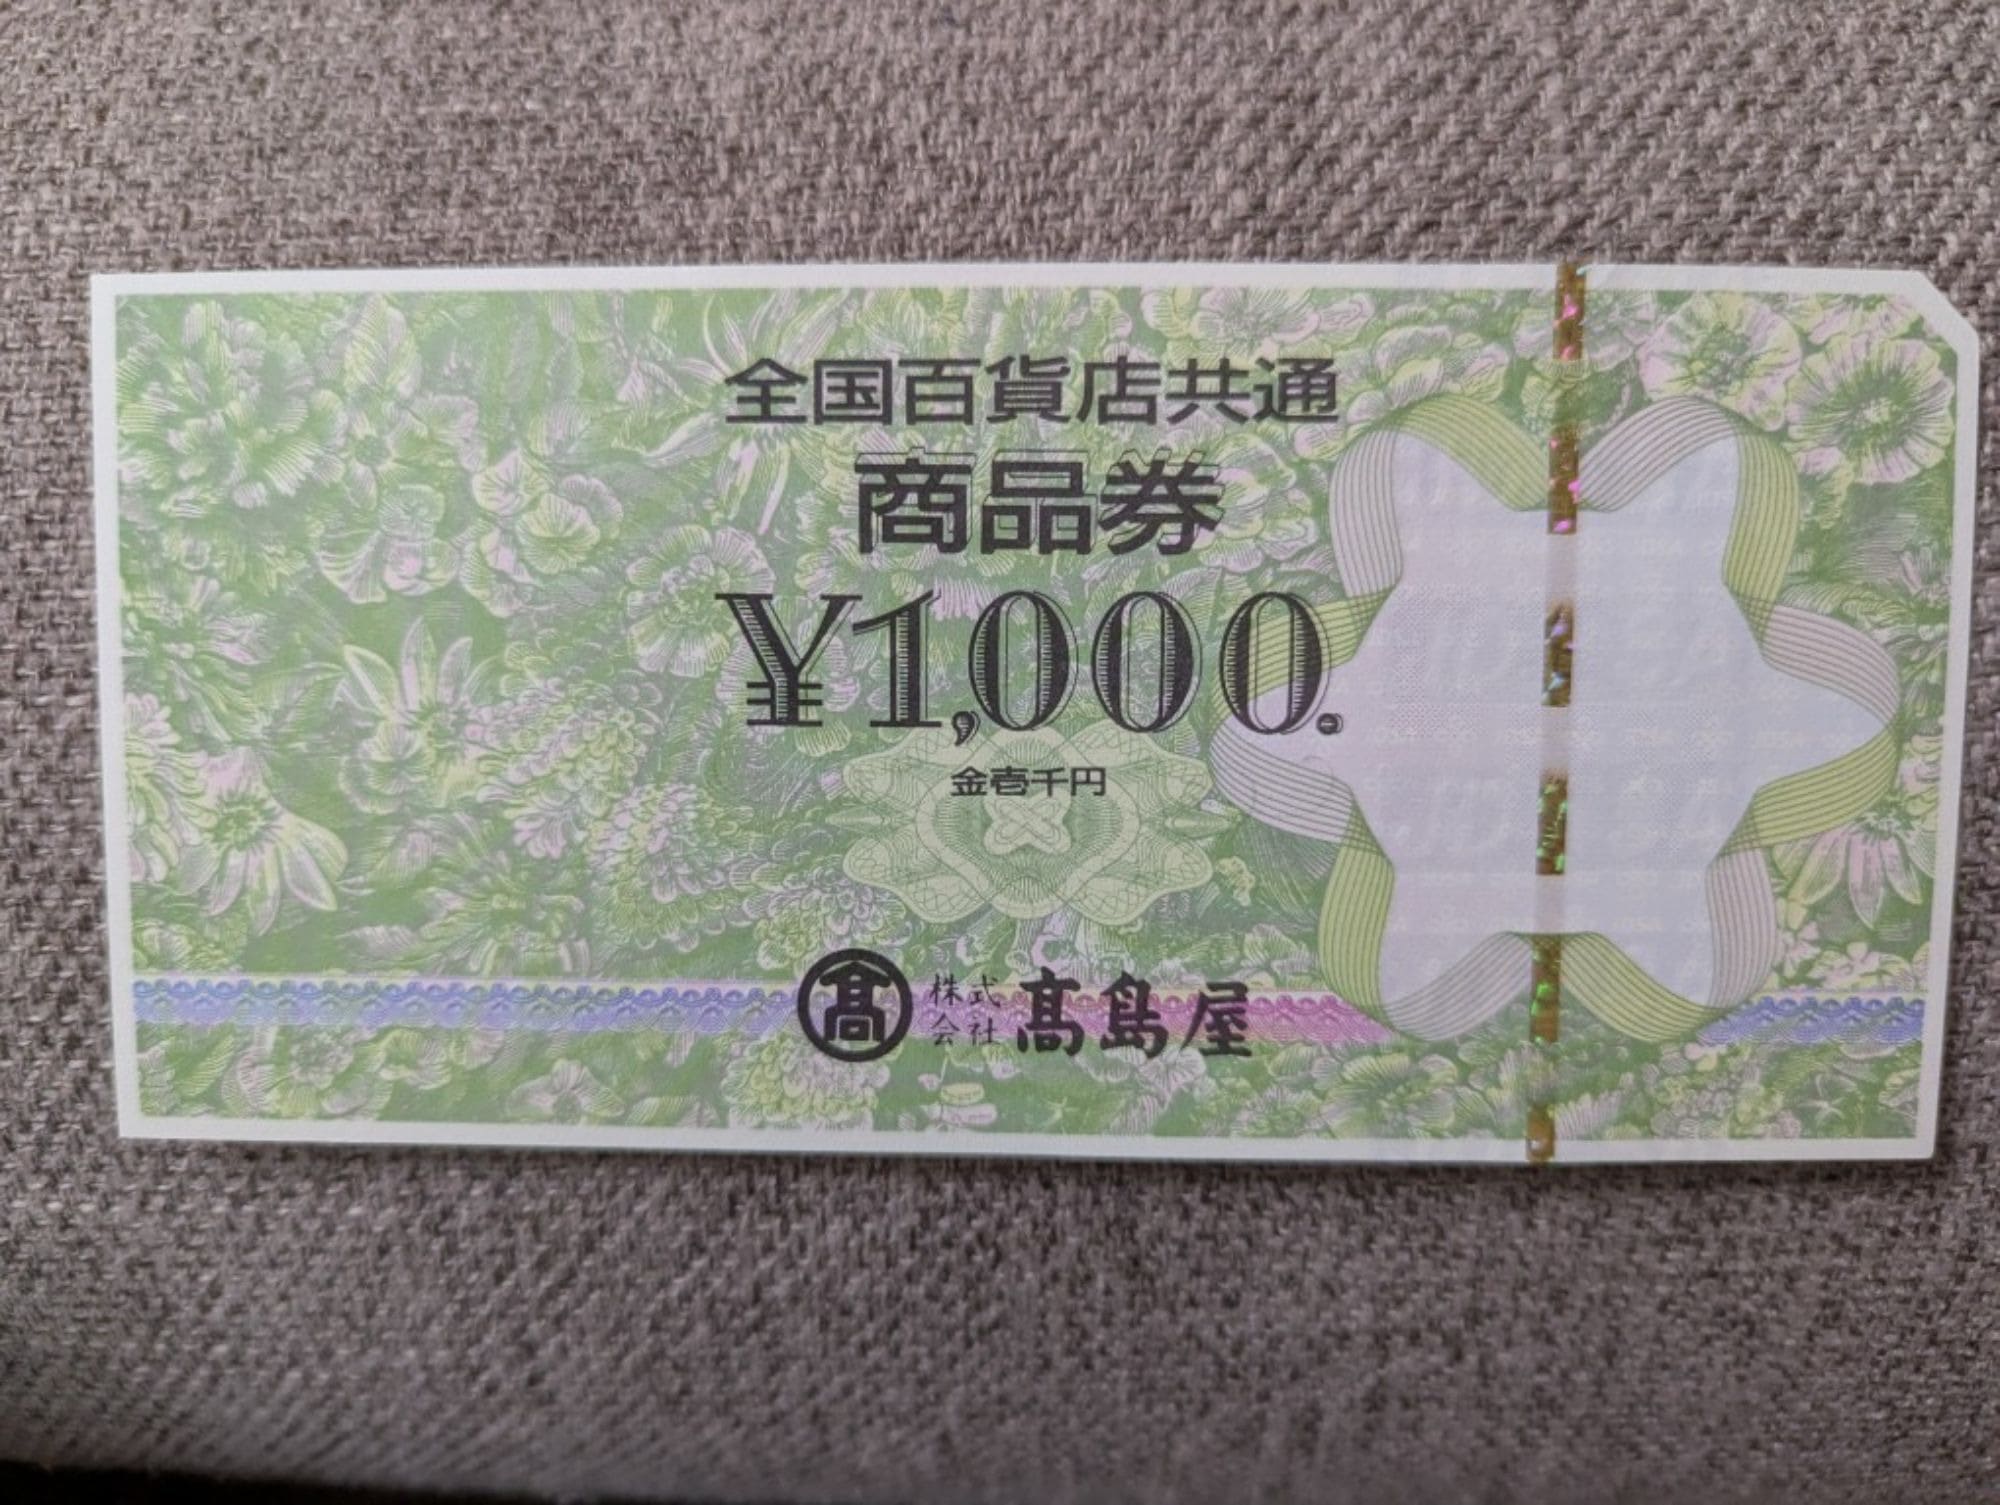 全国百貨店共通
商品券
¥1,000.
金壱千円
髙 株式会社 髙島屋